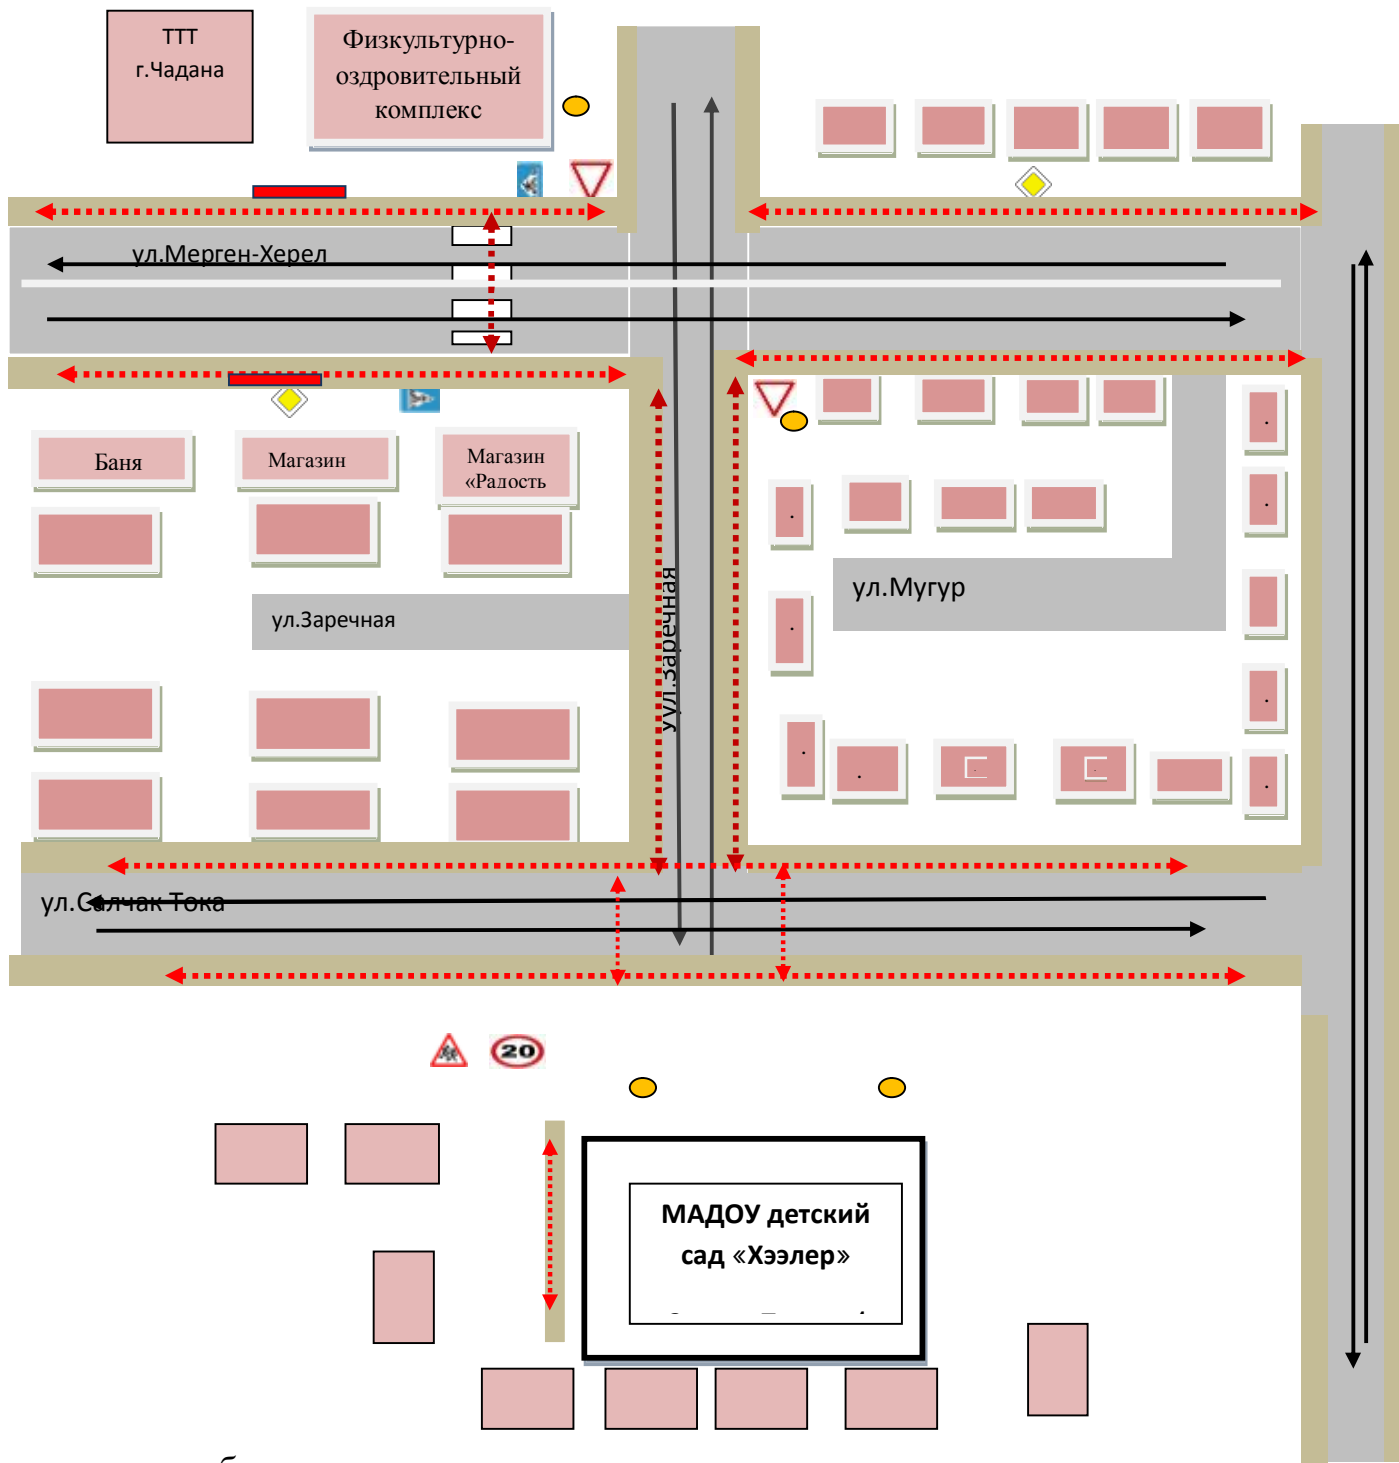 ТТТ
г.Чадана
Физкультурно-
оздровительный
комплекс
ул.Мерген-Херел
Баня
Магазин
Магазин
«Радость
ул.Заречная
уул.Заречная
ул.Мугур
ул.Салчак Тока
20
МАДОУ детский
сад «Хээлер»
б